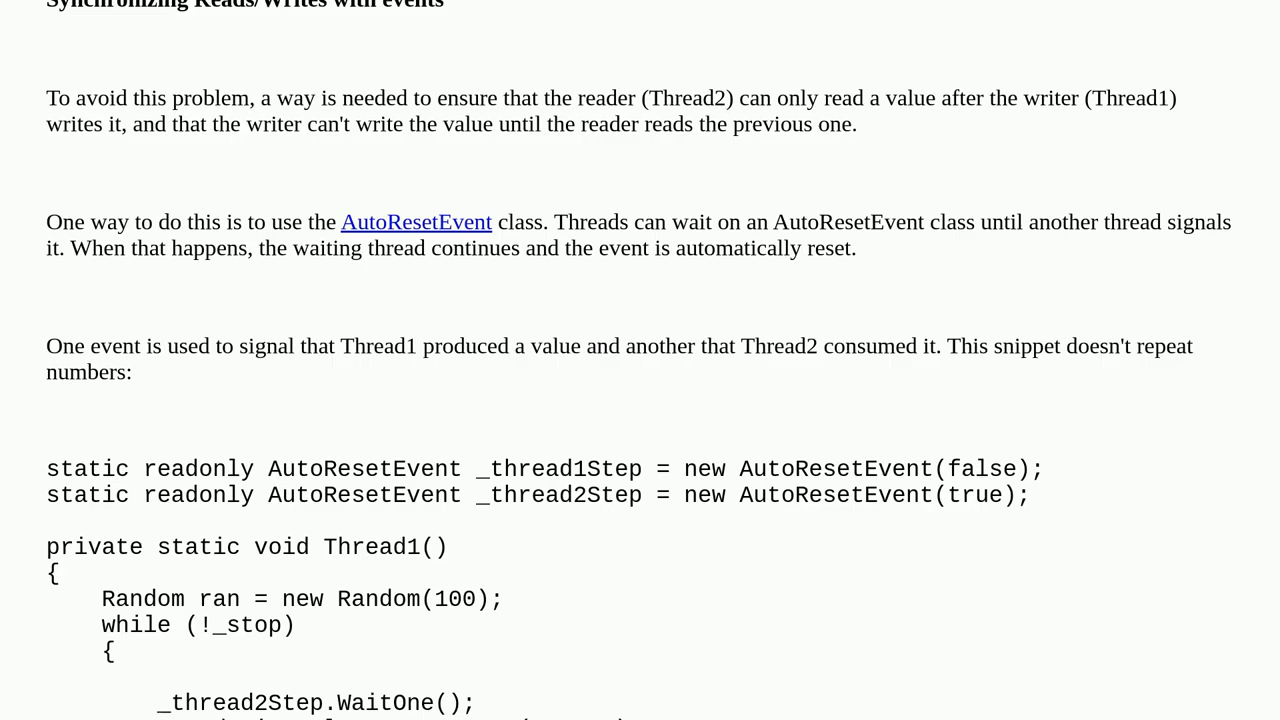 Synchronizing Reads/Writes with events
To avoid this problem, a way is needed to ensure that the reader (Thread2) can only read a value after the writer (Thread1)
writes it, and that the writer can't write the value until the reader reads the previous one.
One way to do this is to use the AutoResetEvent class. Threads can wait on an AutoResetEvent class until another thread signals
it. When that happens, the waiting thread continues and the event is automatically reset.
One event is used to signal that Thread1 produced a value and another that Thread2 consumed it. This snippet doesn't repeat
numbers:
static readonly AutoResetEvent _thread1Step = new AutoResetEvent(false);
static readonly AutoResetEvent _thread2Step = new AutoResetEvent(true);
private static void Thread1()
{
Random ran = new Random(100);
while (!_stop)
{
_thread2Step.WaitOne();